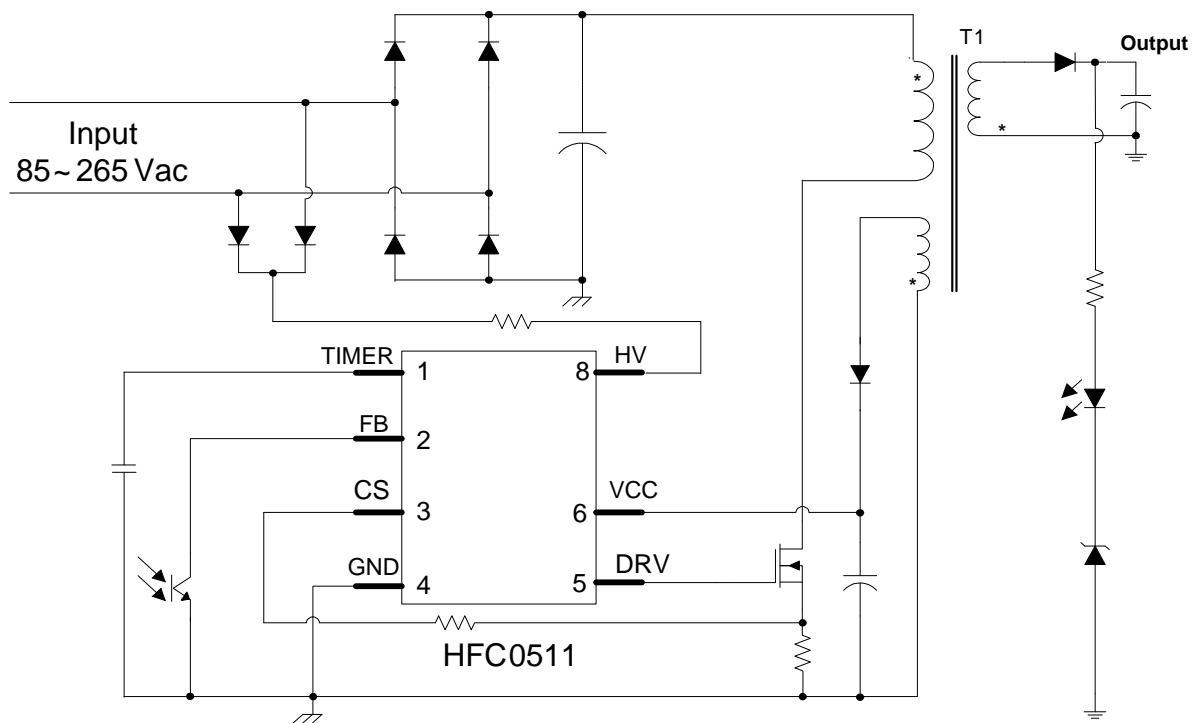 T1
Output
*
Input
85~265 Vac
*
*
TIMER
1
8
HV
FB
2
CS
3
VCC
6
GND
4
DRV
5
HFC0511